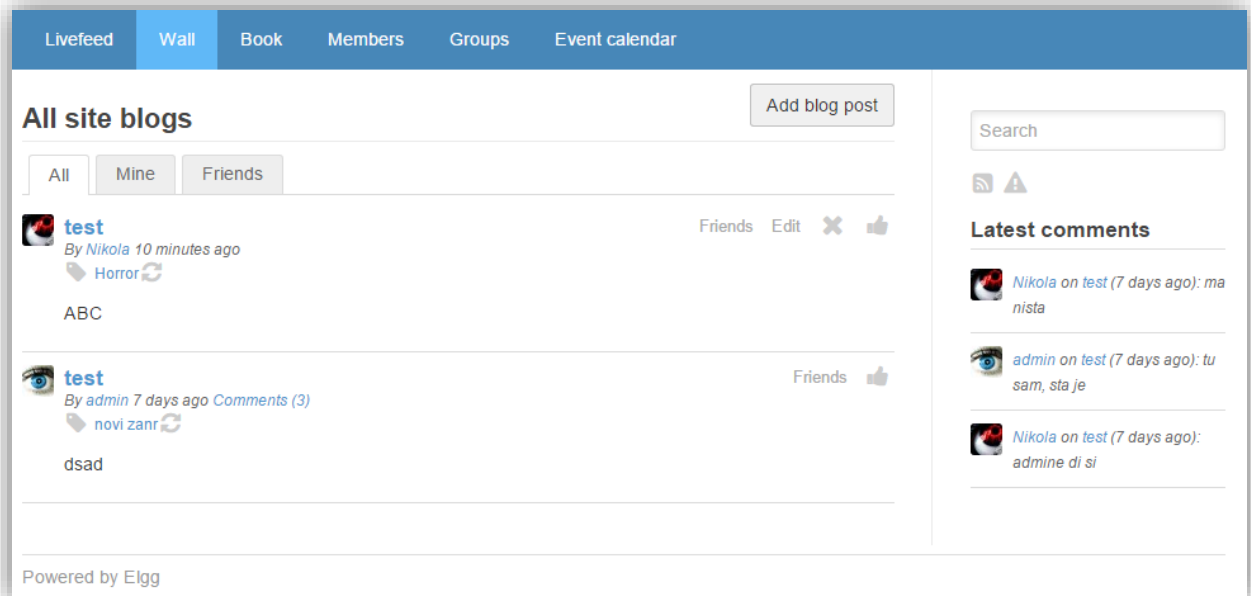 Livefeed Wall Book Members Groups Event calendar
All site blogs
Add blog post
All Mine Friends
test
Friends Edit
By Nikola 10 minutes ago
Horror
ABC
test
Friends
By admin 7 days ago Comments (3)
novi zanr
dsad
Search
Latest comments
Nikola on test (7 days ago): ma
nista
admin on test (7 days ago): tu
sam, sta je
Nikola on test (7 days ago):
admine di si
Powered by Elgg